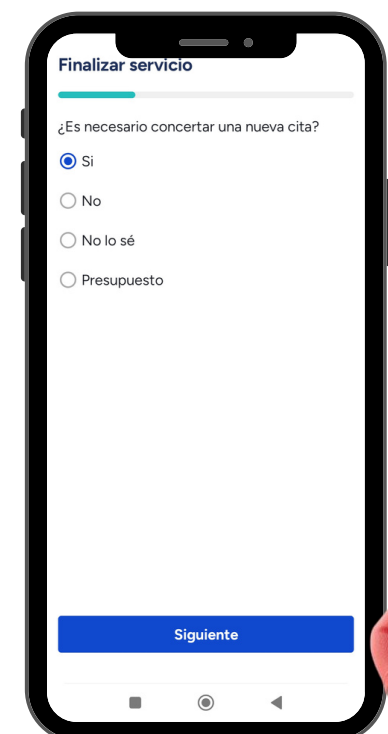 Finalizar servicio
¿Es necesario concertar una nueva cita?
Si
No
No lo sé
Presupuesto
Siguiente